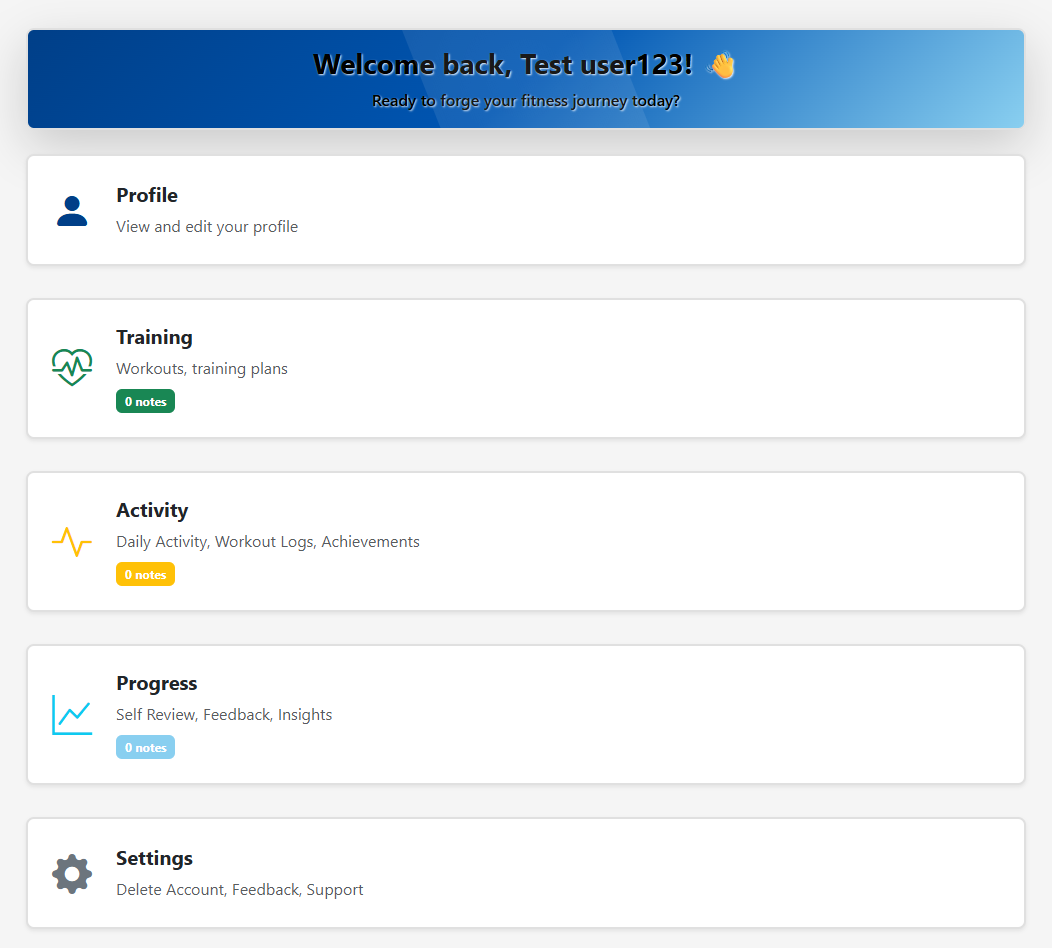 Welcome back, Test user123! 👋
Ready to forge your fitness journey today?
Profile
View and edit your profile
Training
Workouts, training plans
0 notes
Activity
Daily Activity, Workout Logs, Achievements
0 notes
Progress
Self Review, Feedback, Insights
0 notes
Settings
Delete Account, Feedback, Support